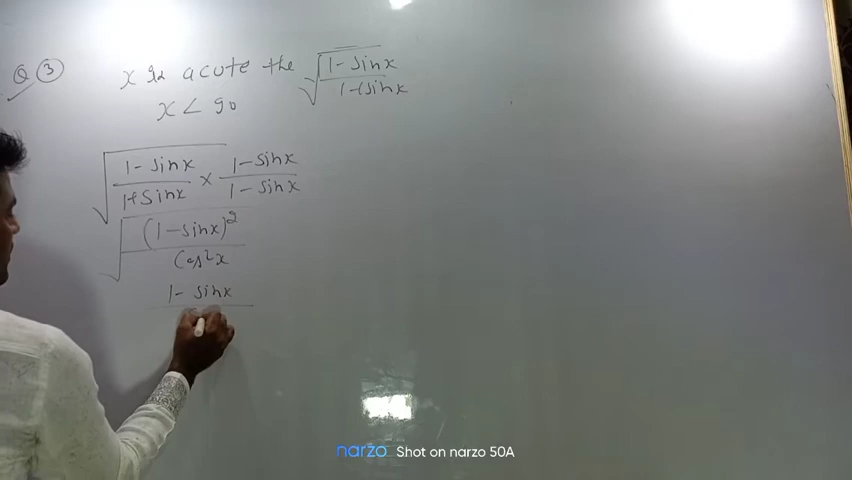 Q ③ x is acute the √(1 - sinx / 1+sinx)
x < 90
√(1 - sinx / 1+sinx × 1 - sinx / 1 - sinx)
√((1 - sinx)² / Cos²x)
1 - sinx
narzo Shot on narzo 50A